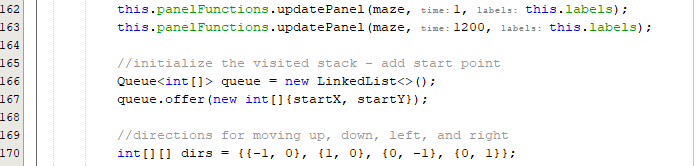 162 this.panelFunctions.updatePanel(maze, time: 1, labels: this.labels);
163 this.panelFunctions.updatePanel(maze, time: 1200, labels: this.labels);
164
165 //initialize the visited stack - add start point
166 Queue<int[]> queue = new LinkedList<>();
167 queue.offer(new int[]{startX, startY});
168
169 //directions for moving up, down, left, and right
170 int[][] dirs = {{-1, 0}, {1, 0}, {0, -1}, {0, 1}};